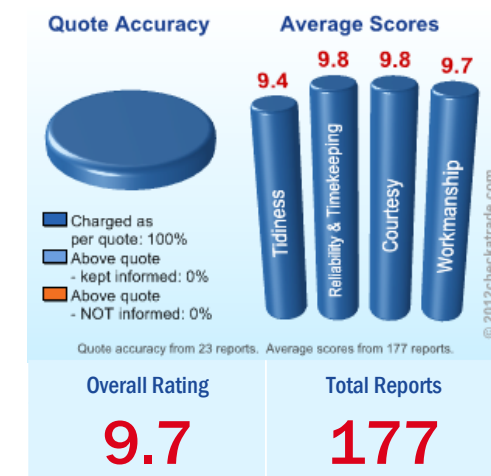 Quote Accuracy
Average Scores
9.4
9.8
9.8
9.7
Tidiness
Reliability & Timekeeping
Courtesy
Workmanship
Charged as
per quote: 100%
Above quote
- kept informed: 0%
Above quote
- NOT informed: 0%
© 2012checkatrade.com
Quote accuracy from 23 reports. Average scores from 177 reports.
Overall Rating
Total Reports
9.7
177